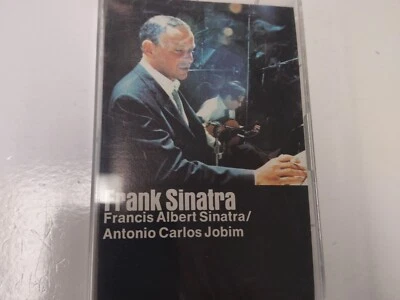 Frank Sinatra
Francis Albert Sinatra/
Antonio Carlos Jobim